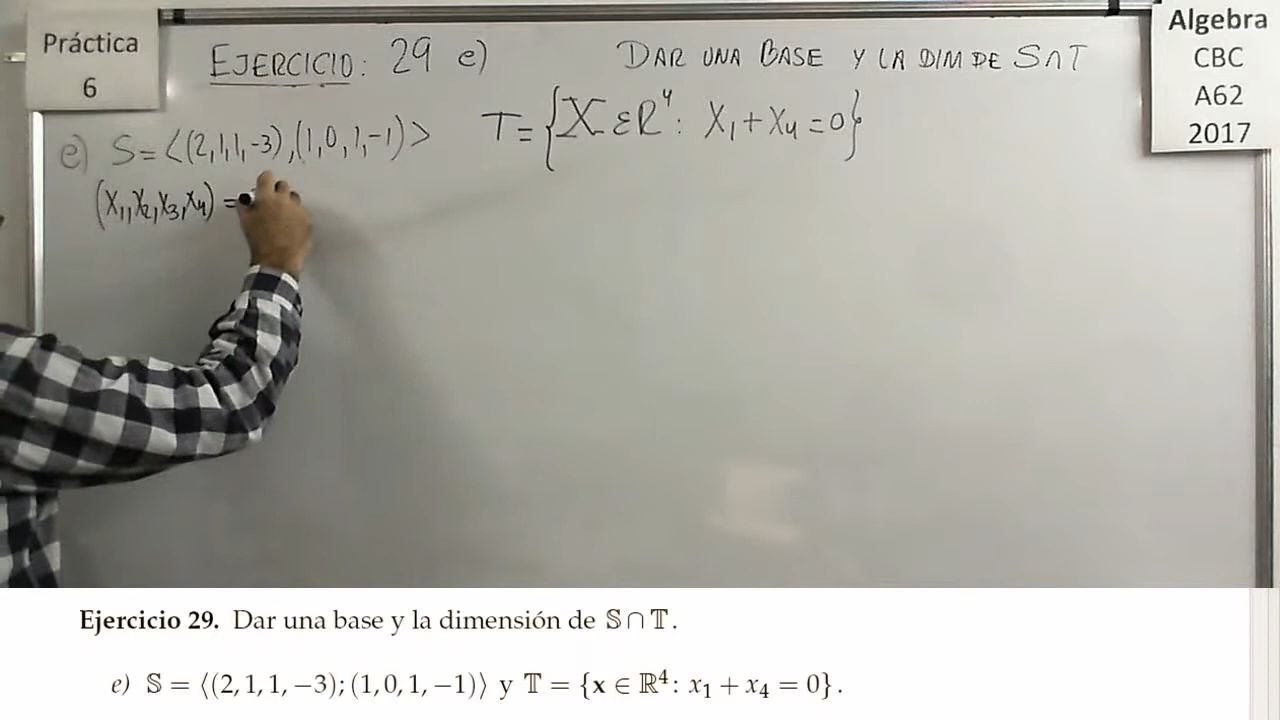 Práctica
6
EJERCICIO: 29 e) DAR UNA BASE Y LA DIM DE S∩T
Algebra
CBC
A62
2017
e) S=<(2,1,1,-3),(1,0,1,-1)> T={X ε R⁴: X₁+X₄=0}
(X₁,X₂,X₃,X₄) =
Ejercicio 29. Dar una base y la dimensión de 𝕊∩𝕋.
e) 𝕊 = ⟨(2,1,1,−3);(1,0,1,−1)⟩ y 𝕋 = {x ∈ ℝ⁴: x₁ + x₄ = 0}.